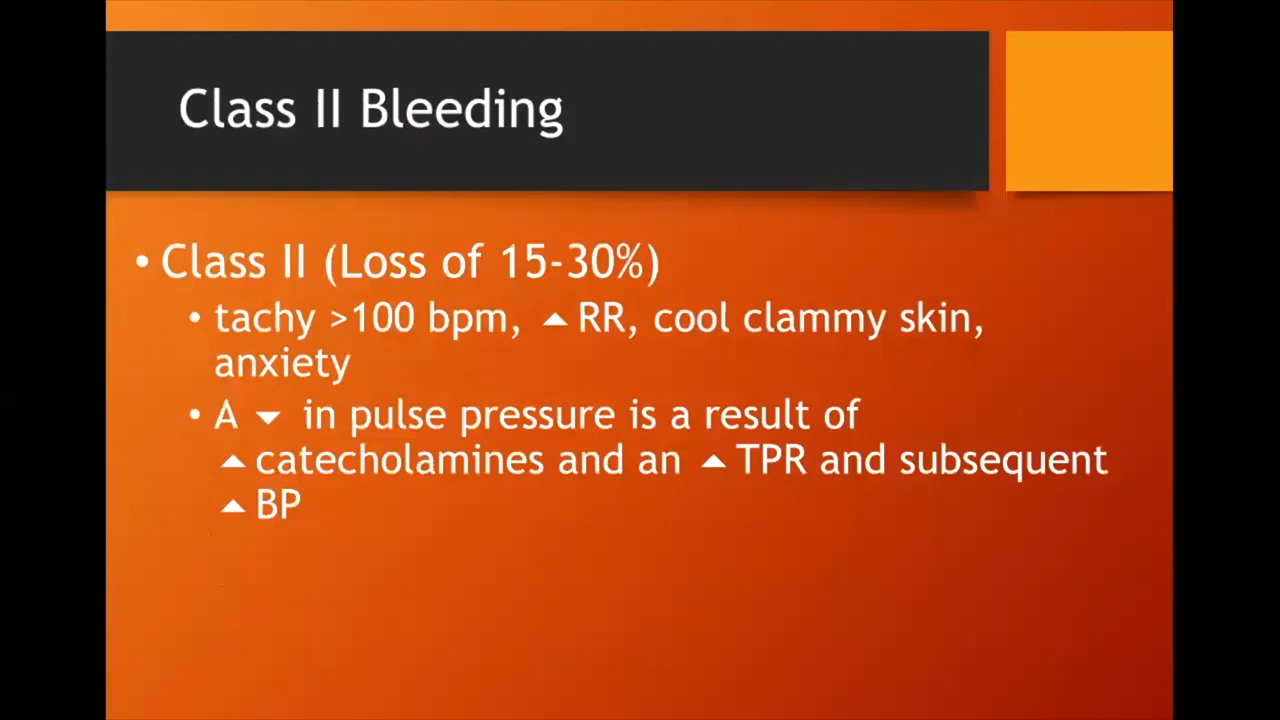 Class II Bleeding
• Class II (Loss of 15-30%)
• tachy >100 bpm, ▲RR, cool clammy skin,
anxiety
• A ▼ in pulse pressure is a result of
▲catecholamines and an ▲TPR and subsequent
▲BP